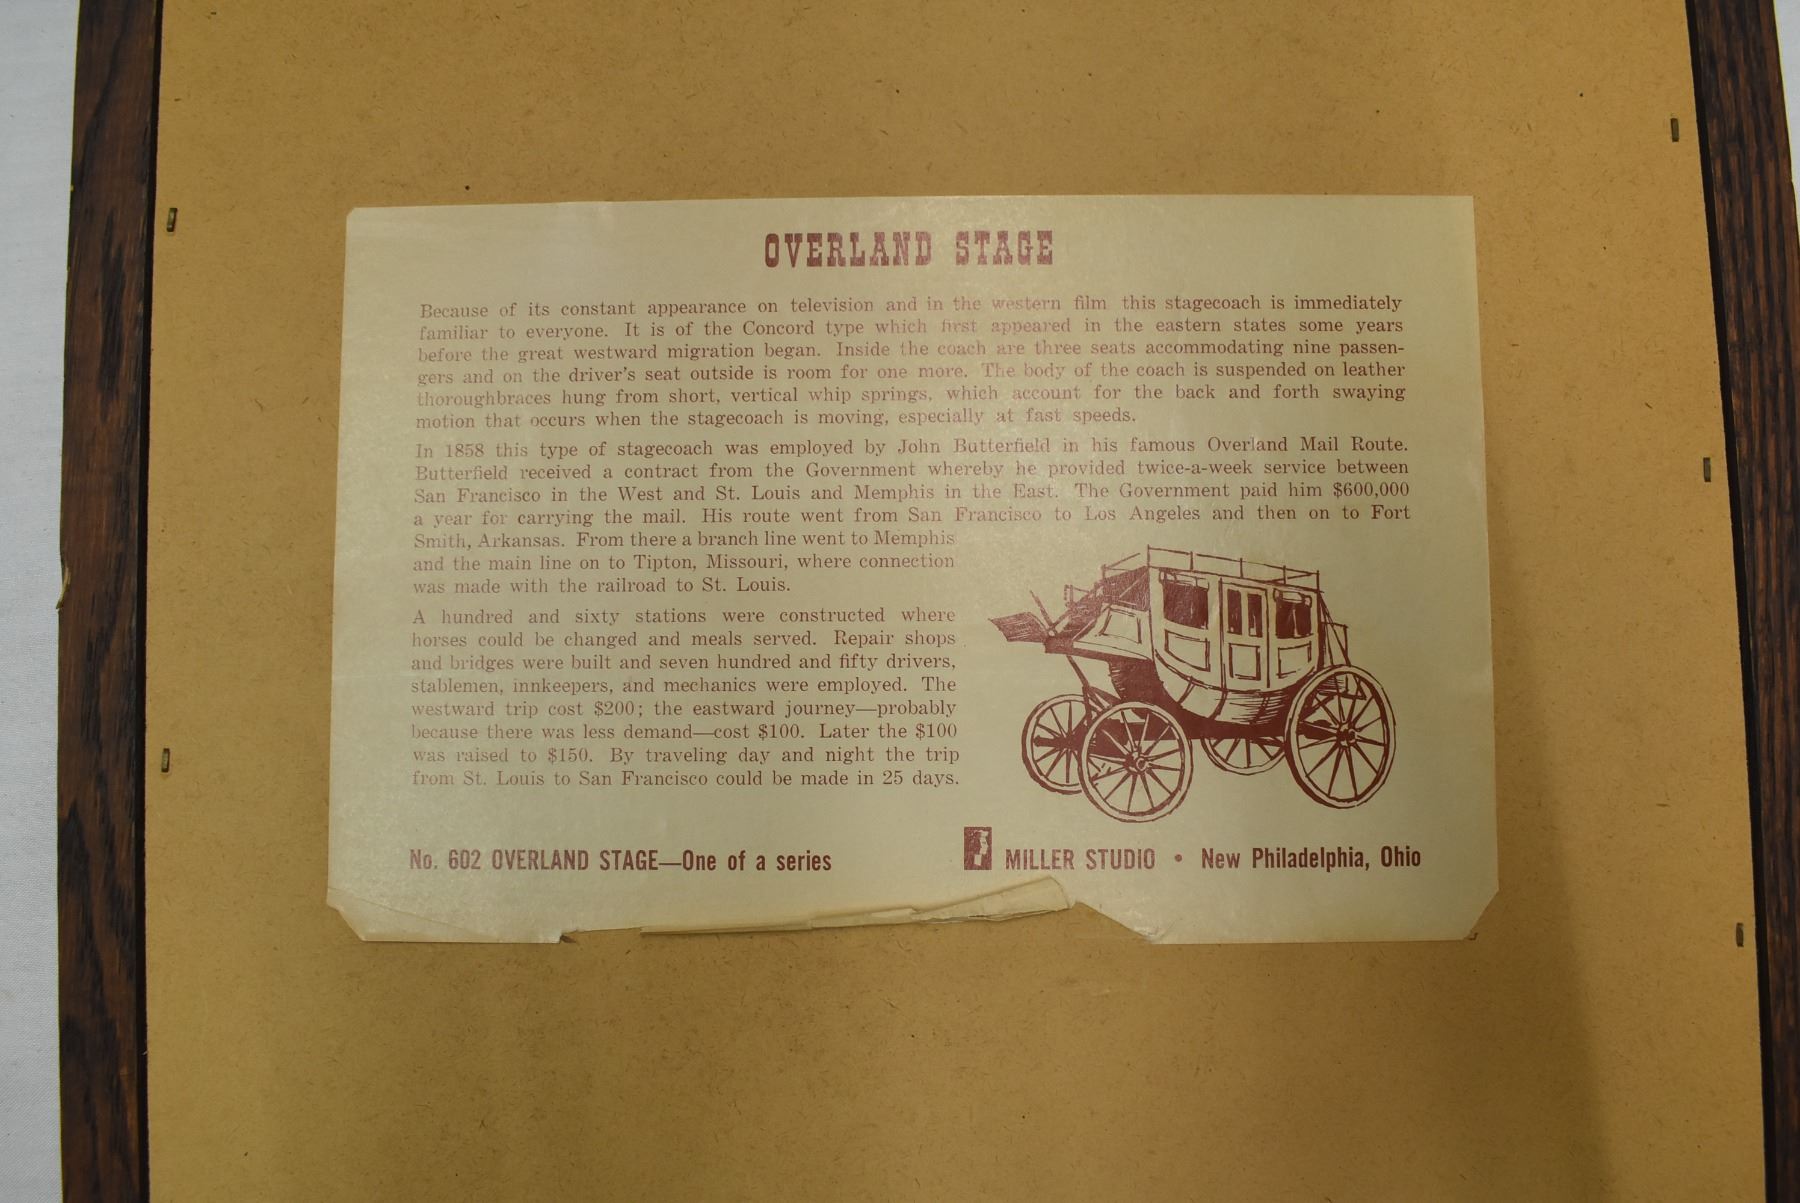 OVERLAND STAGE
Because of its constant appearance on television and in the western film this stagecoach is immediately
familiar to everyone. It is of the Concord type which first appeared in the eastern states some years
before the great westward migration began. Inside the coach are three seats accommodating nine passen-
gers and on the driver's seat outside is room for one more. The body of the coach is suspended on leather
thoroughbraces hung from short, vertical whip springs, which account for the back and forth swaying
motion that occurs when the stagecoach is moving, especially at fast speeds.
In 1858 this type of stagecoach was employed by John Butterfield in his famous Overland Mail Route.
Butterfield received a contract from the Government whereby he provided twice-a-week service between
San Francisco in the West and St. Louis and Memphis in the East. The Government paid him $600,000
a year for carrying the mail. His route went from San Francisco to Los Angeles and then on to Fort
Smith, Arkansas. From there a branch line went to Memphis
and the main line on to Tipton, Missouri, where connection
was made with the railroad to St. Louis.
A hundred and sixty stations were constructed where
horses could be changed and meals served. Repair shops
and bridges were built and seven hundred and fifty drivers,
stablemen, innkeepers, and mechanics were employed. The
westward trip cost $200; the eastward journey—probably
because there was less demand—cost $100. Later the $100
was raised to $150. By traveling day and night the trip
from St. Louis to San Francisco could be made in 25 days.
No. 602 OVERLAND STAGE—One of a series
MILLER STUDIO • New Philadelphia, Ohio